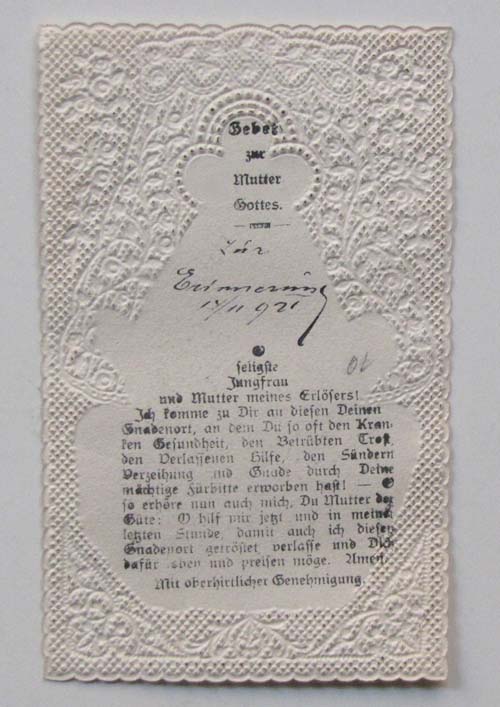 Gebet
zur
Mutter
Gottes.
Zur
Erinnerung
17/11 921
O
seligste
Jungfrau
und Mutter meines Erlösers!
Ich komme zu Dir an diesen Deinen
Gnadenort, an dem Du so oft den Kran-
ken Gesundheit, den Betrübten Trost,
den Verlassenen Hilfe, den Sündern
Verzeihung und Gnade durch Deine
mächtige Fürbitte erworben hast! — O
so erhöre nun auch mich, Du Mutter der
Güte: O hilf mir jetzt und in meiner
letzten Stunde, damit auch ich diesen
Gnadenort getröstet verlasse und Dich
dafür loben und preisen möge. Amen.
Mit oberhirtlicher Genehmigung.